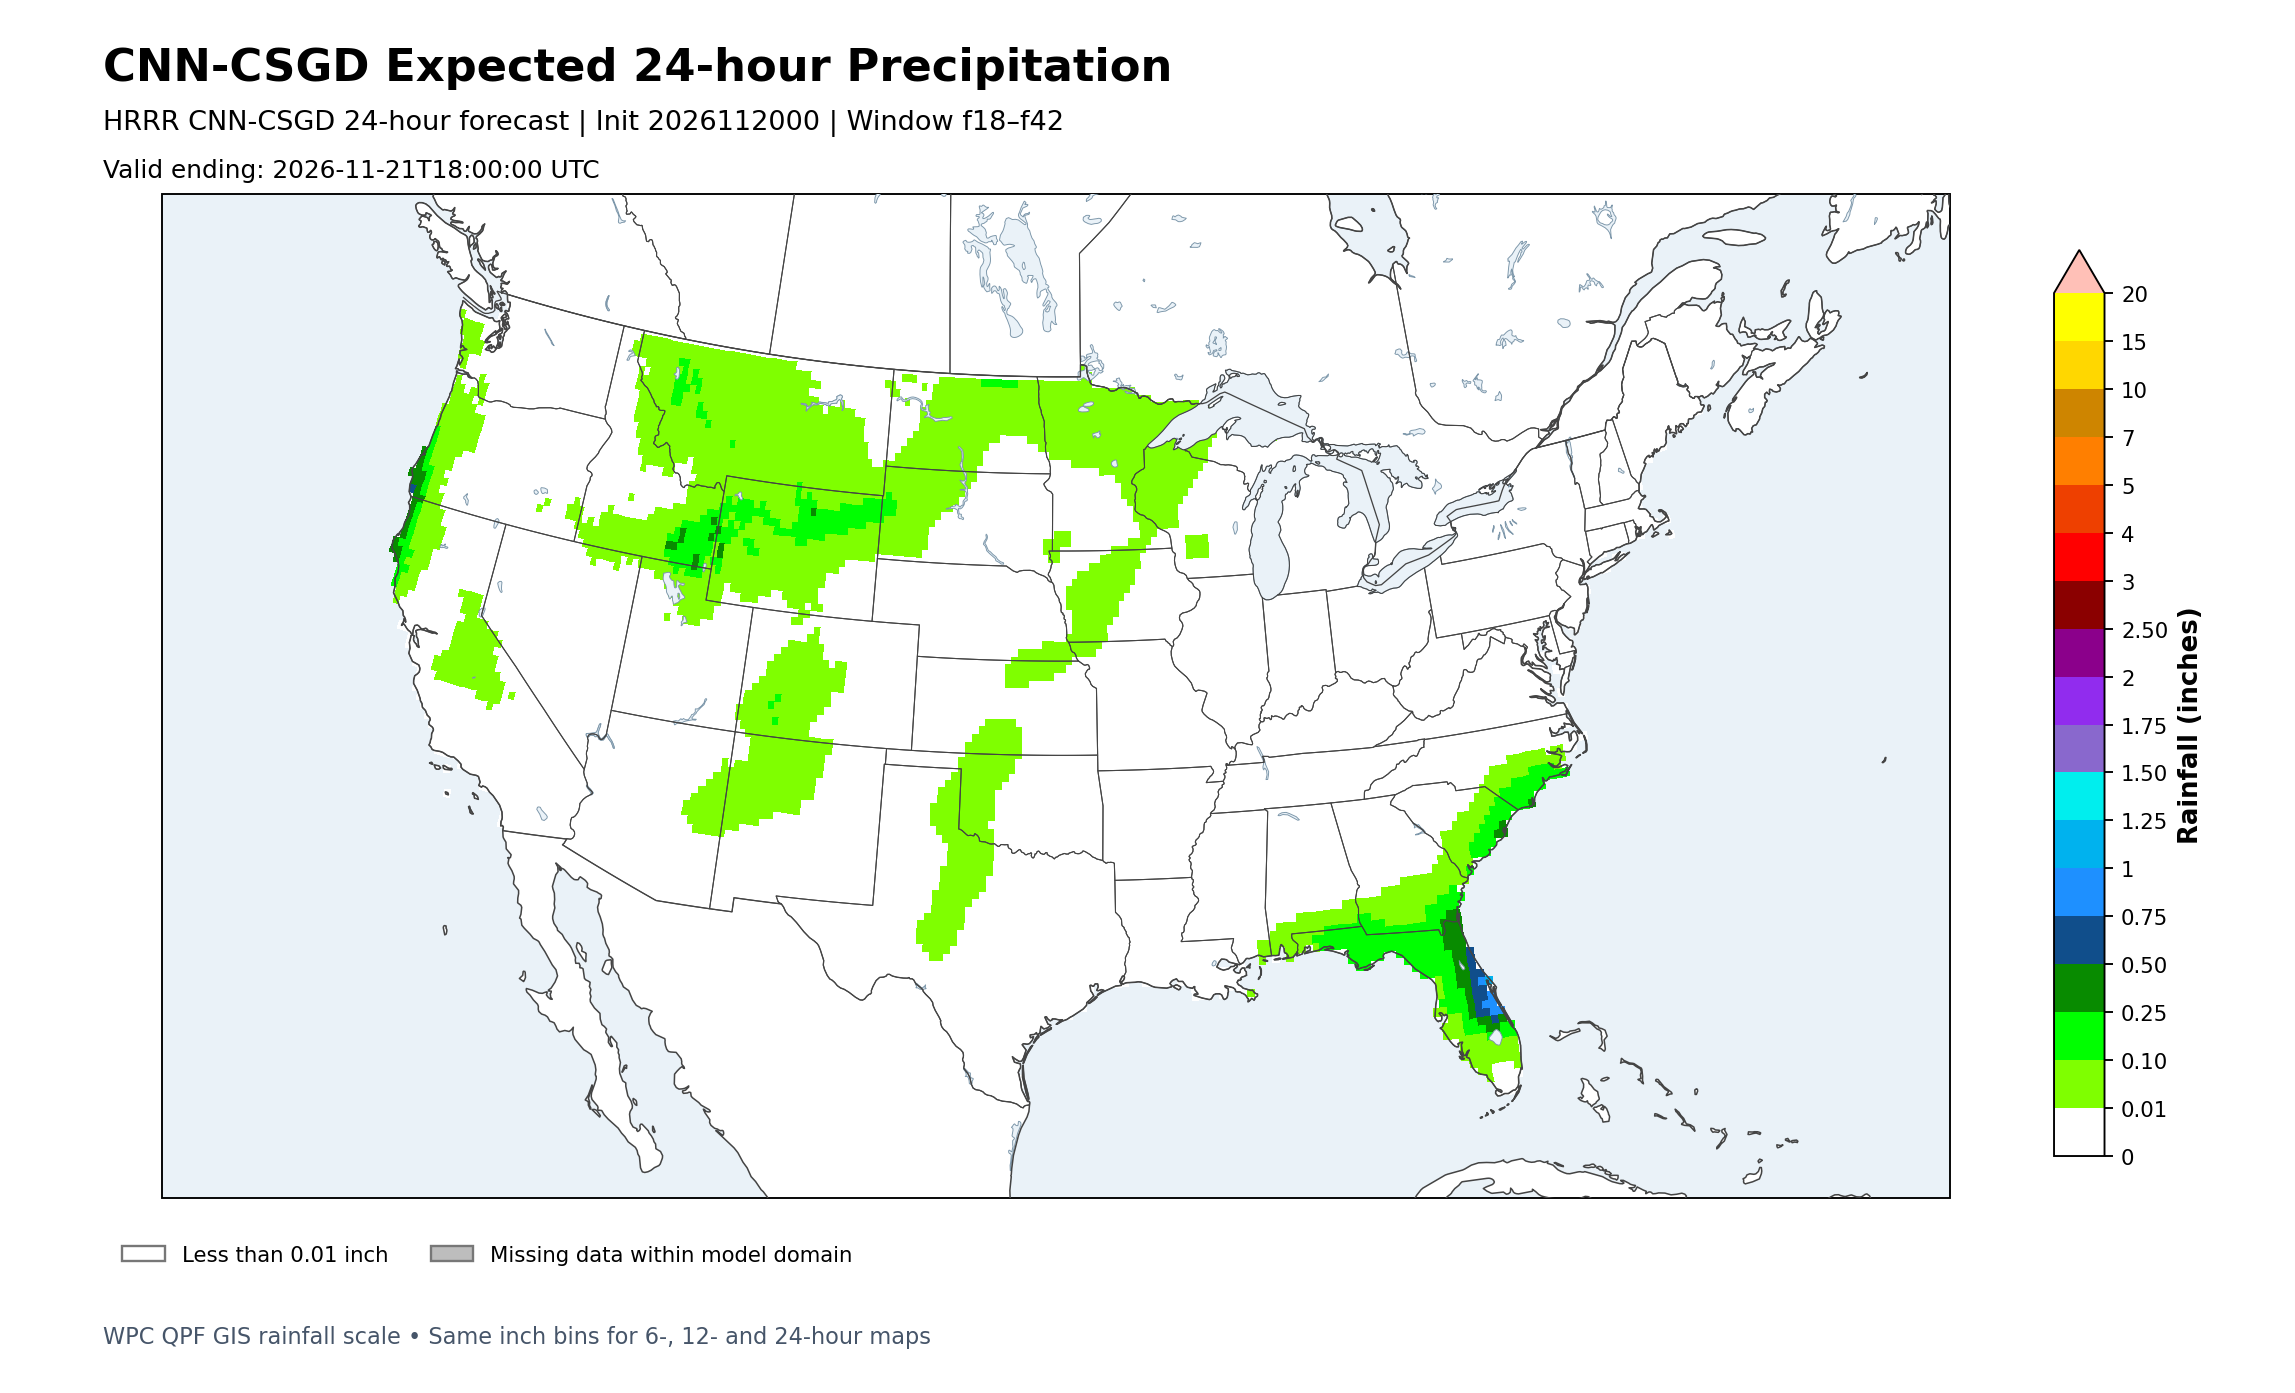 CNN-CSGD Expected 24-hour Precipitation
HRRR CNN-CSGD 24-hour forecast | Init 2026112000 | Window f18–f42
Valid ending: 2026-11-21T18:00:00 UTC
20
15
10
7
5
4
3
2.50
2
1.75
1.50
1.25
1
0.75
0.50
0.25
0.10
0.01
0
Rainfall (inches)
Less than 0.01 inch
Missing data within model domain
WPC QPF GIS rainfall scale • Same inch bins for 6-, 12- and 24-hour maps